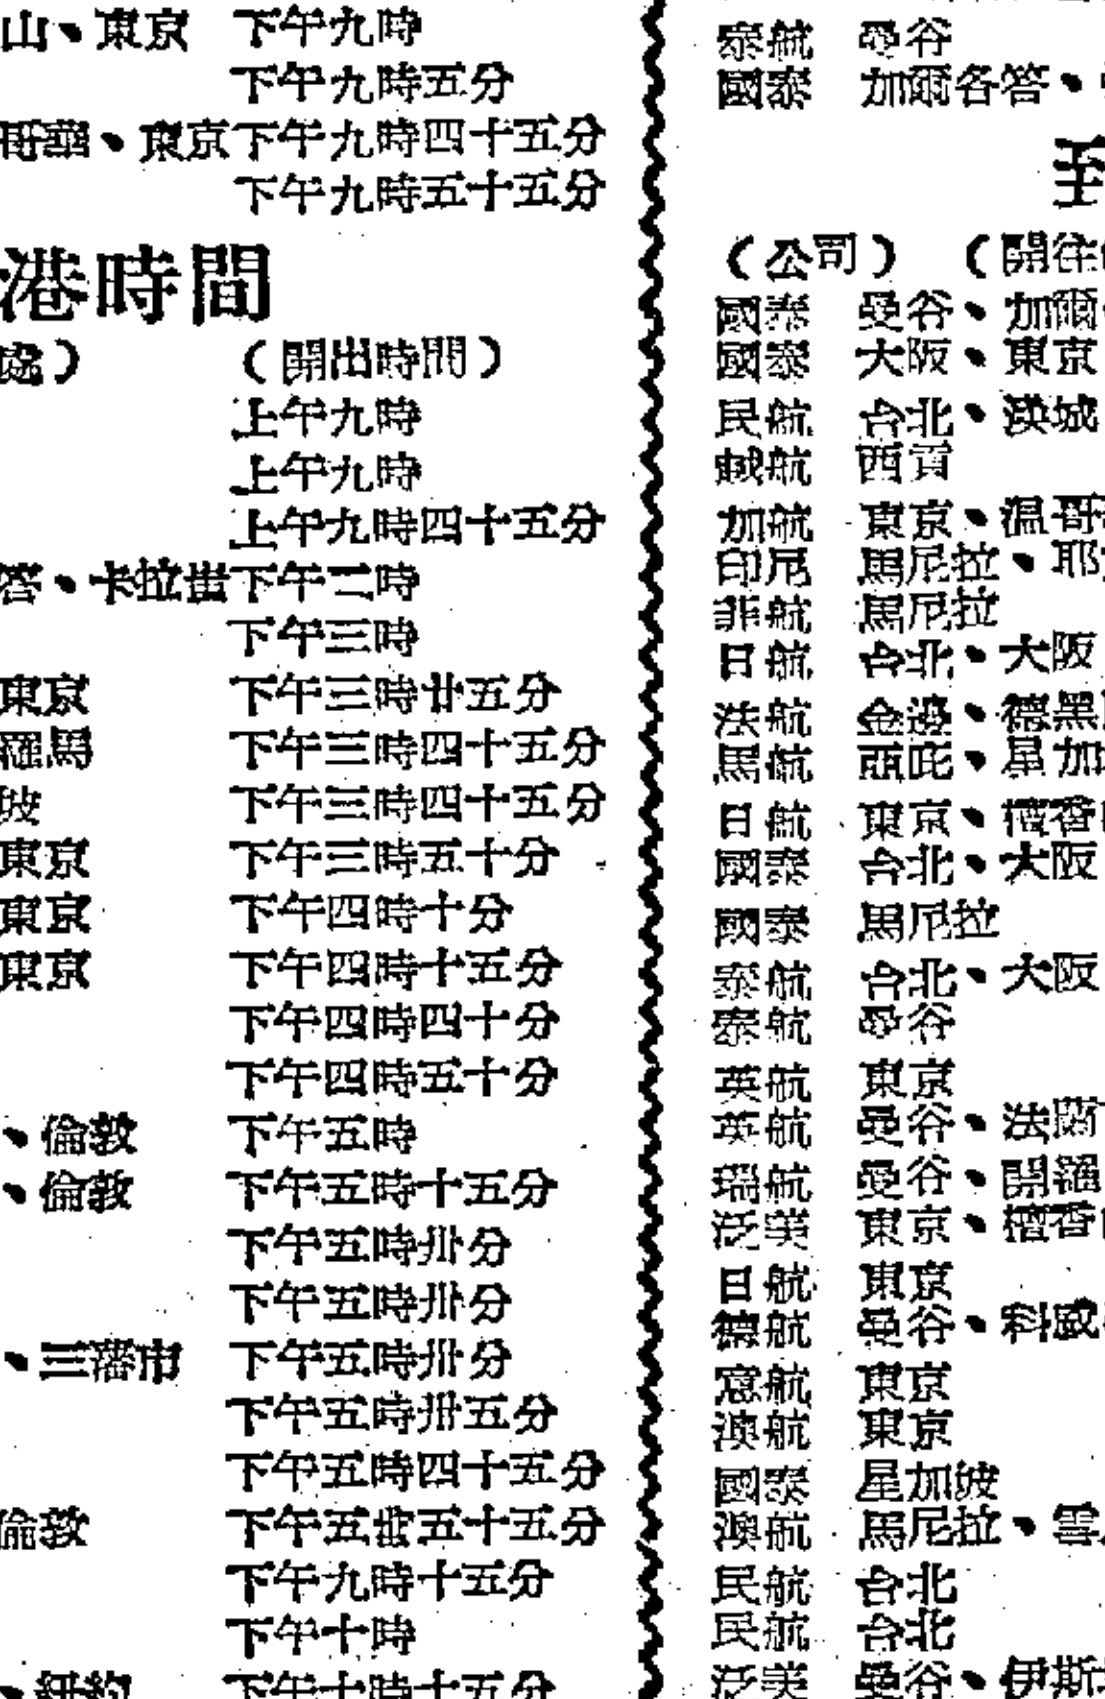 山、東京 下午九時
下午九時五分
哥華、東京 下午九時四十五分
下午九時五十五分
港時間
處） （開出時間）
上午九時
上午九時
上午九時四十五分
答、卡拉蚩 下午二時
下午三時
東京 下午三時廿五分
羅馬 下午三時四十五分
坡 下午三時四十五分
東京 下午三時五十分
東京 下午四時十分
東京 下午四時十五分
下午四時四十分
下午四時五十分
、倫敦 下午五時
、倫敦 下午五時十五分
下午五時卅分
下午五時卅分
、三藩市 下午五時卅分
下午五時卅五分
下午五時四十五分
倫敦 下午五時五十五分
下午九時十五分
下午十時
、紐約 下午十時十五分
泰航 曼谷
國泰 加爾各答、
（公司） （開往
國泰 曼谷、加爾
國泰 大阪、東京
民航 台北、漢城
越航 西貢
加航 東京、溫哥
印尼 馬尼拉、耶
菲航 馬尼拉
日航 台北、大阪
法航 金邊、德黑
馬航 亞庇、星加
日航 東京、檀香
國泰 台北、大阪
國泰 馬尼拉
泰航 台北、大阪
泰航 曼谷
英航 東京
英航 曼谷、法蘭
瑞航 曼谷、開羅
泛美 東京、檀香
日航 東京
德航 曼谷、科威
意航 東京
澳航 東京
國泰 星加坡
澳航 馬尼拉、雪
民航 台北
民航 台北
泛美 曼谷、伊斯